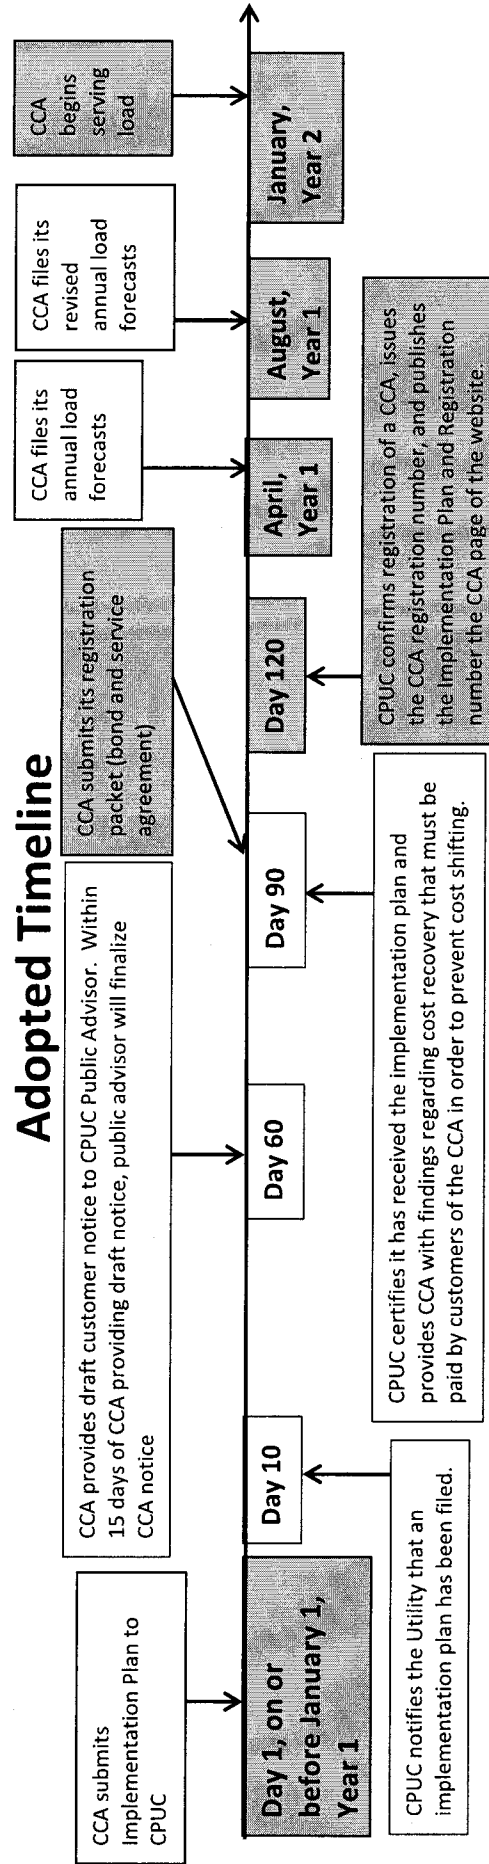 Adopted Timeline
CCA submits
Implementation Plan to
CPUC
CCA provides draft customer notice to CPUC Public Advisor.  Within
15 days of CCA providing draft notice, public advisor will finalize
CCA notice
CCA submits its registration
packet (bond and service
agreement)
CCA files its
annual load
forecasts
CCA files its
revised
annual load
forecasts
CCA
begins
serving
load
Day 1, on or
before January 1,
Year 1
Day 10
Day 60
Day 90
Day 120
April,
Year 1
August,
Year 1
January,
Year 2
CPUC notifies the Utility that an
implementation plan has been filed.
CPUC certifies it has received the implementation plan and
provides CCA with findings regarding cost recovery that must be
paid by customers of the CCA in order to prevent cost shifting.
CPUC confirms registration of a CCA, issues
the CCA registration number, and publishes
the Implementation Plan and Registration
number the CCA page of the website.